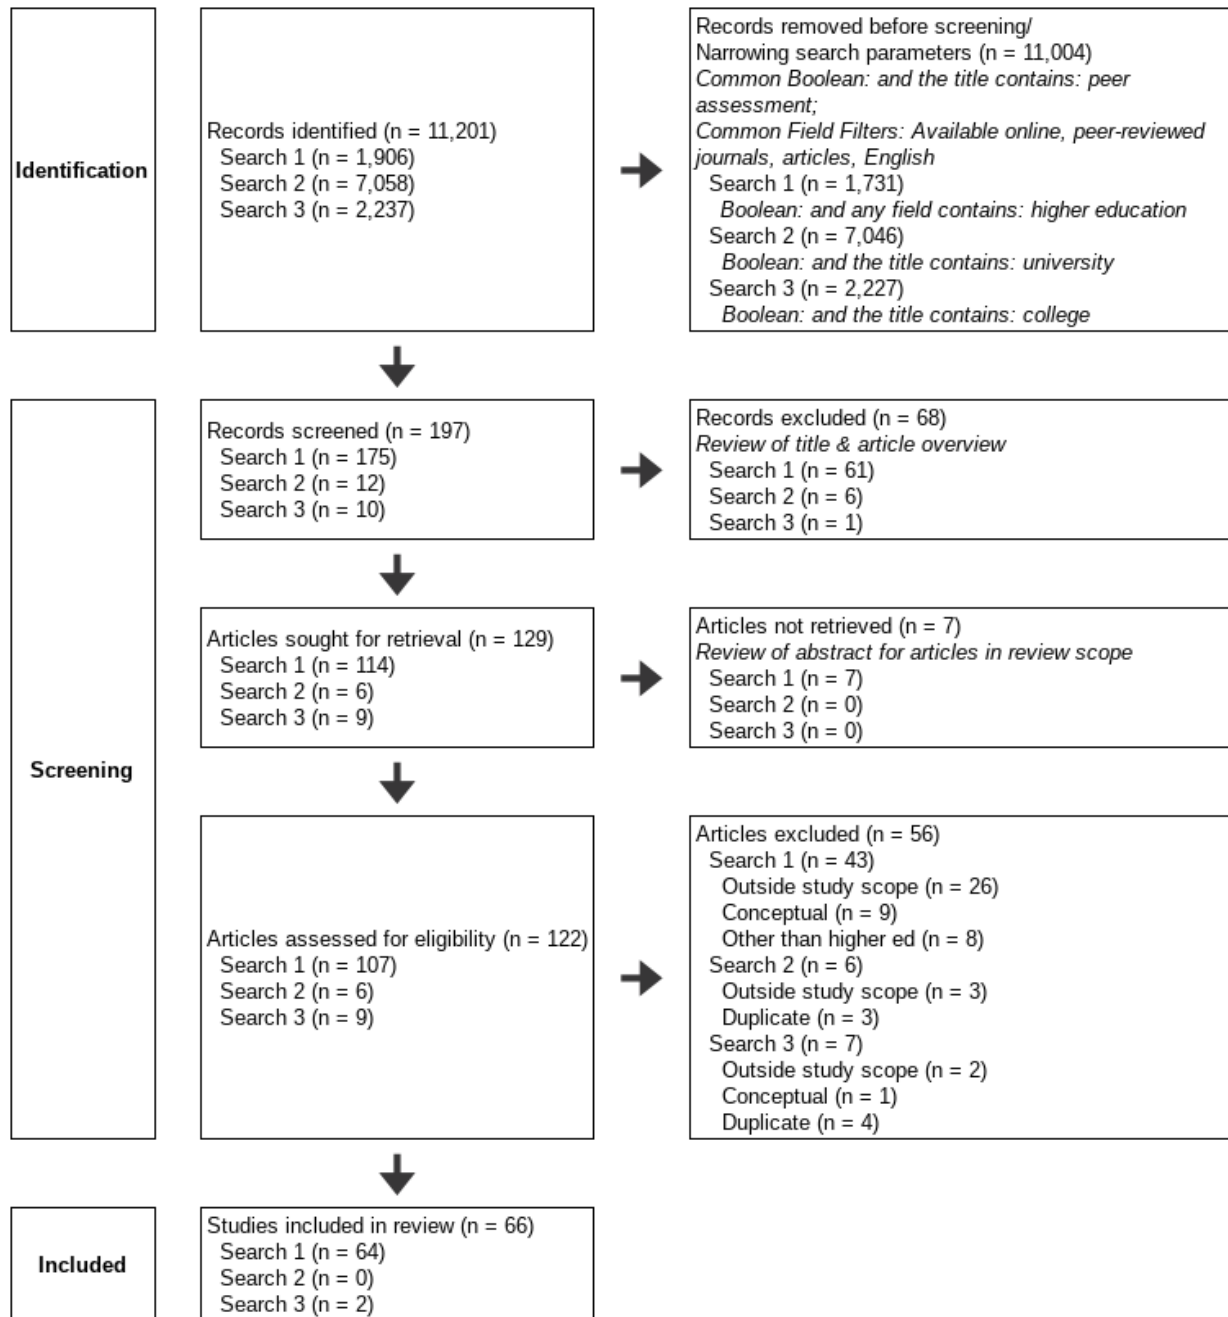 Identification
Records identified (n = 11,201)
Search 1 (n = 1,906)
Search 2 (n = 7,058)
Search 3 (n = 2,237)
Records removed before screening/
Narrowing search parameters (n = 11,004)
Common Boolean: and the title contains: peer
assessment;
Common Field Filters: Available online, peer-reviewed
journals, articles, English
Search 1 (n = 1,731)
Boolean: and any field contains: higher education
Search 2 (n = 7,046)
Boolean: and the title contains: university
Search 3 (n = 2,227)
Boolean: and the title contains: college
Screening
Records screened (n = 197)
Search 1 (n = 175)
Search 2 (n = 12)
Search 3 (n = 10)
Records excluded (n = 68)
Review of title & article overview
Search 1 (n = 61)
Search 2 (n = 6)
Search 3 (n = 1)
Articles sought for retrieval (n = 129)
Search 1 (n = 114)
Search 2 (n = 6)
Search 3 (n = 9)
Articles not retrieved (n = 7)
Review of abstract for articles in review scope
Search 1 (n = 7)
Search 2 (n = 0)
Search 3 (n = 0)
Articles assessed for eligibility (n = 122)
Search 1 (n = 107)
Search 2 (n = 6)
Search 3 (n = 9)
Articles excluded (n = 56)
Search 1 (n = 43)
Outside study scope (n = 26)
Conceptual (n = 9)
Other than higher ed (n = 8)
Search 2 (n = 6)
Outside study scope (n = 3)
Duplicate (n = 3)
Search 3 (n = 7)
Outside study scope (n = 2)
Conceptual (n = 1)
Duplicate (n = 4)
Included
Studies included in review (n = 66)
Search 1 (n = 64)
Search 2 (n = 0)
Search 3 (n = 2)